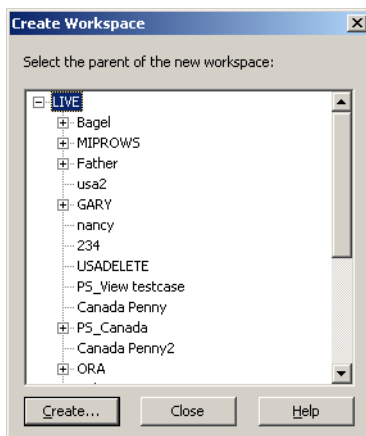 Create Workspace
Select the parent of the new workspace:
LIVE
Bagel
MIPROWS
Father
usa2
GARY
nancy
234
USADELETE
PS_View testcase
Canada Penny
PS_Canada
Canada Penny2
ORA
Create... Close Help